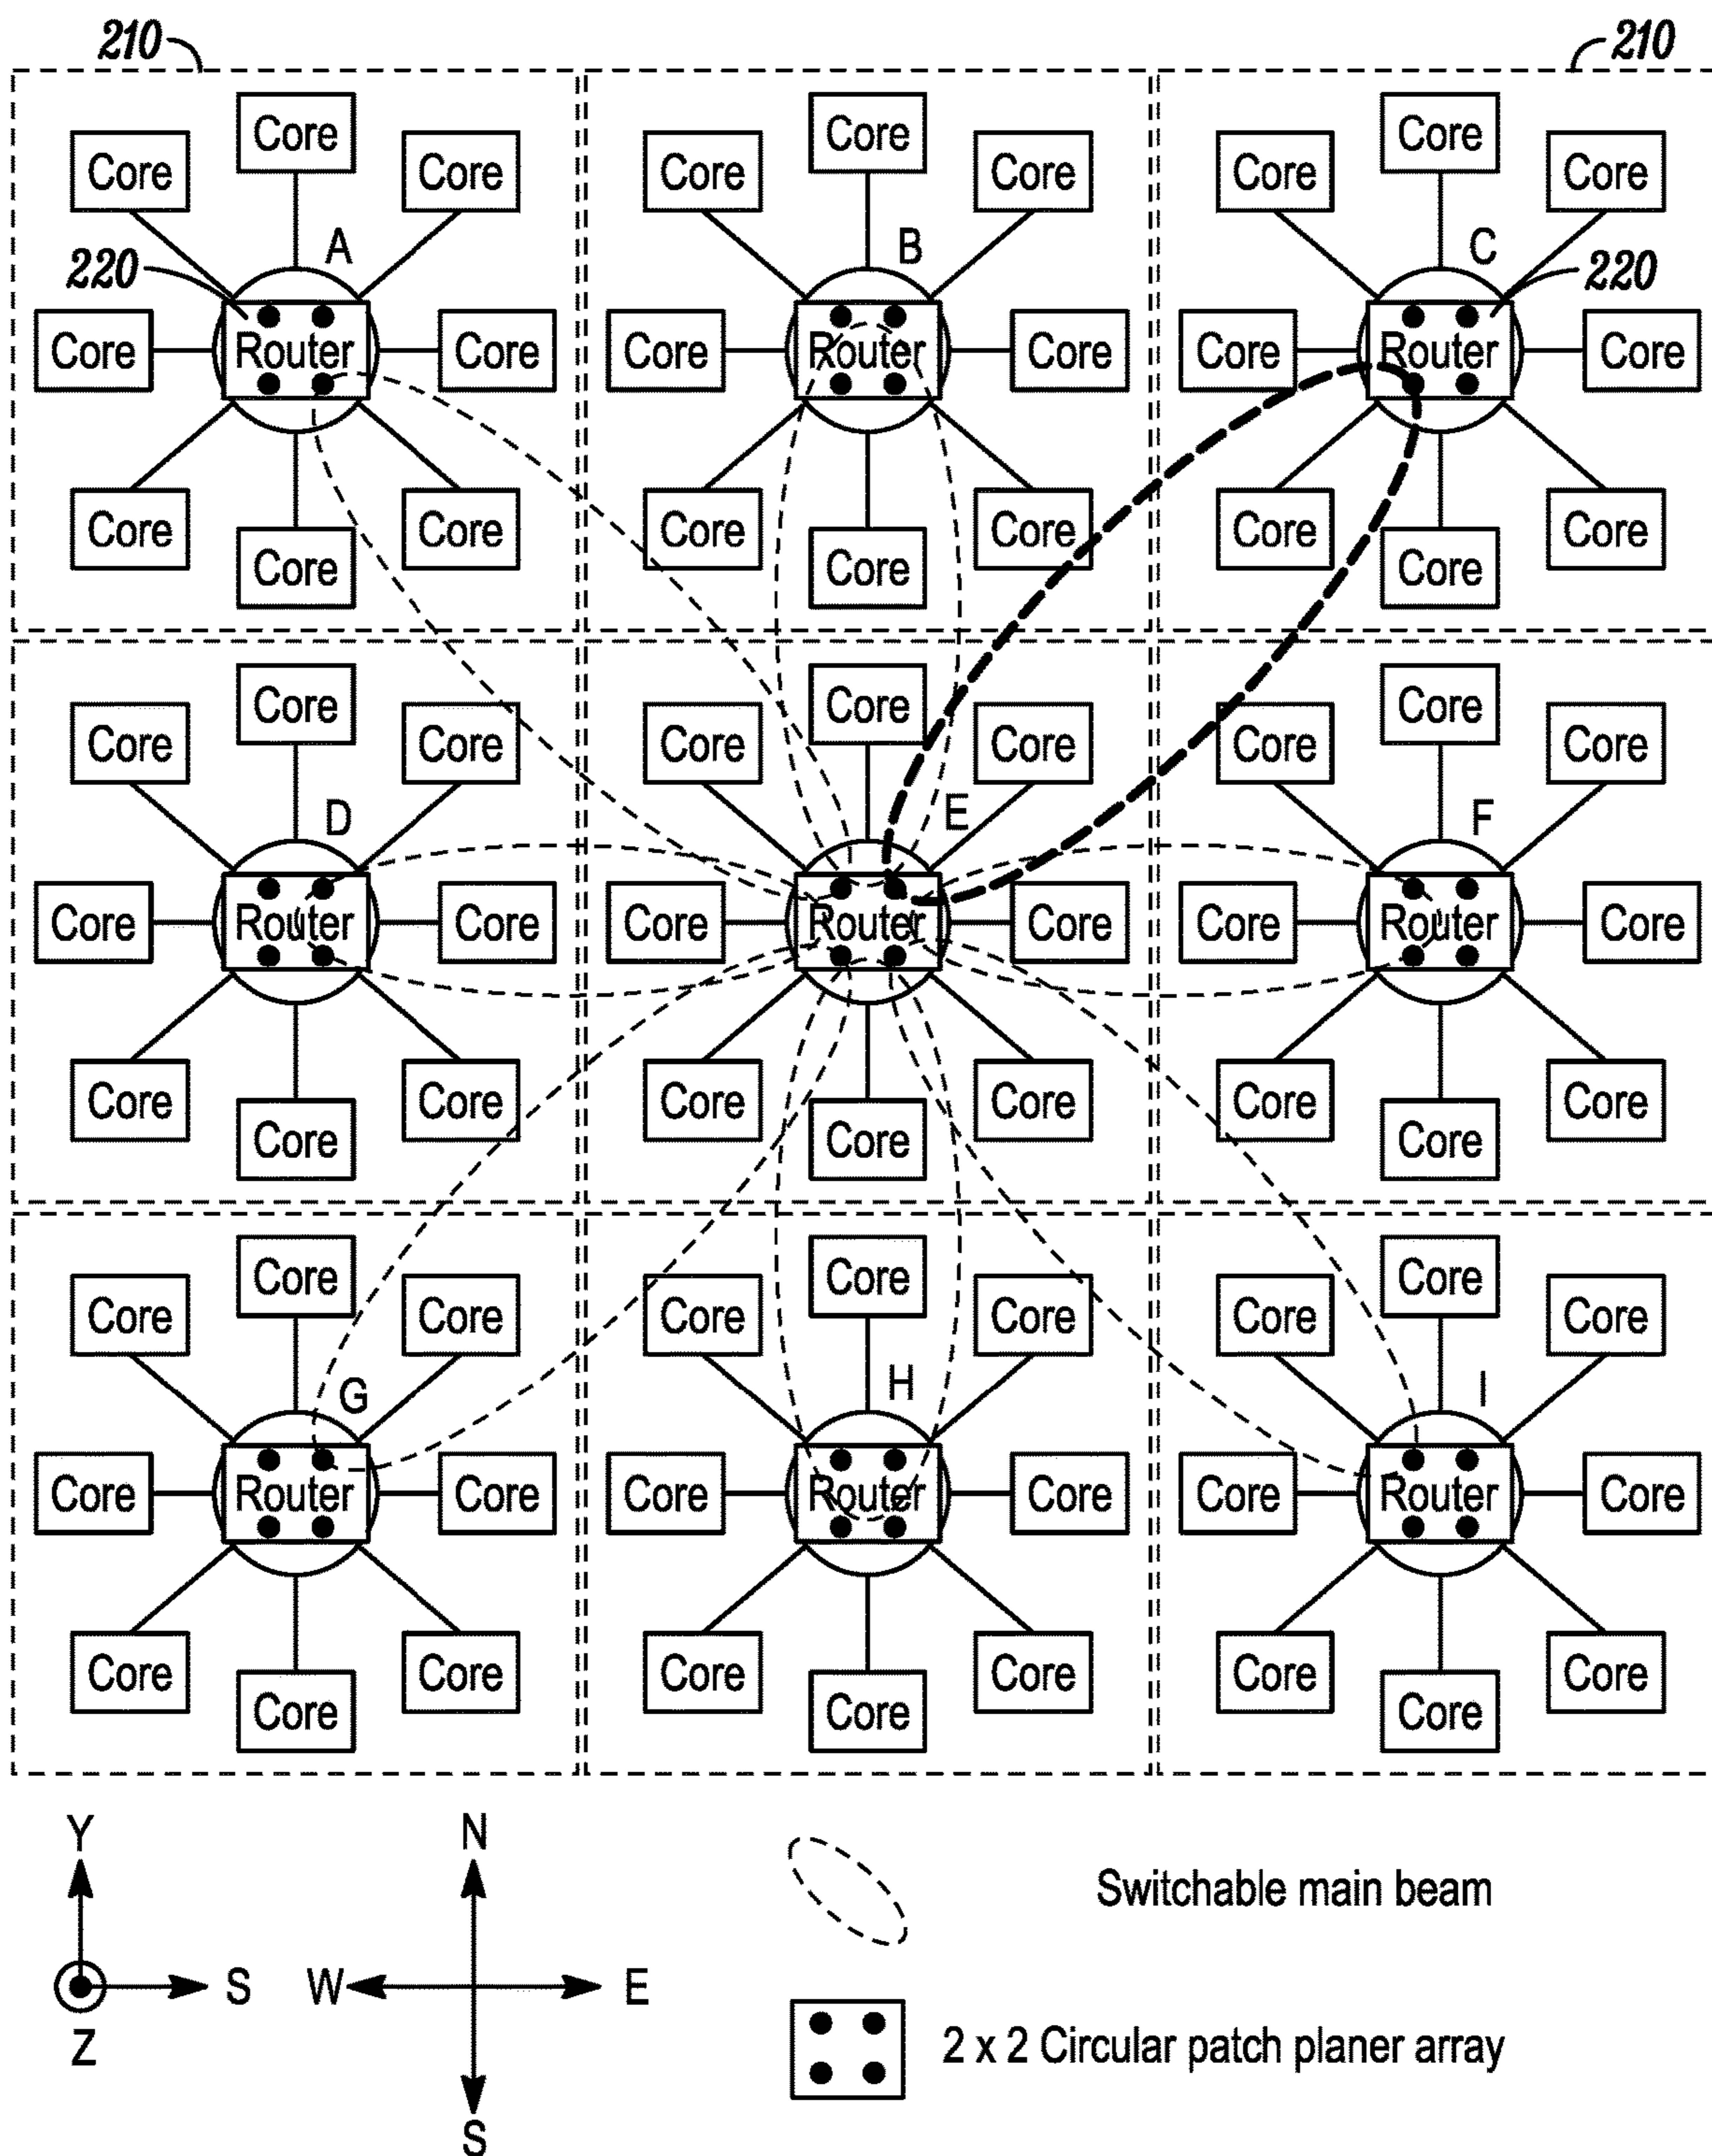 210 210
Core Core Core Core Core Core Core Core Core
A B C
220 220
Core Router Core Core Router Core Core Router Core
Core Core Core Core Core Core Core Core Core
Core Core Core Core Core Core Core Core Core
D E F
Core Router Core Core Router Core Core Router Core
Core Core Core Core Core Core Core Core Core
Core Core Core Core Core Core Core Core Core
G H I
Core Router Core Core Router Core Core Router Core
Core Core Core Core Core Core Core Core Core
Y N
Switchable main beam
S W E
Z
2 x 2 Circular patch planer array
S